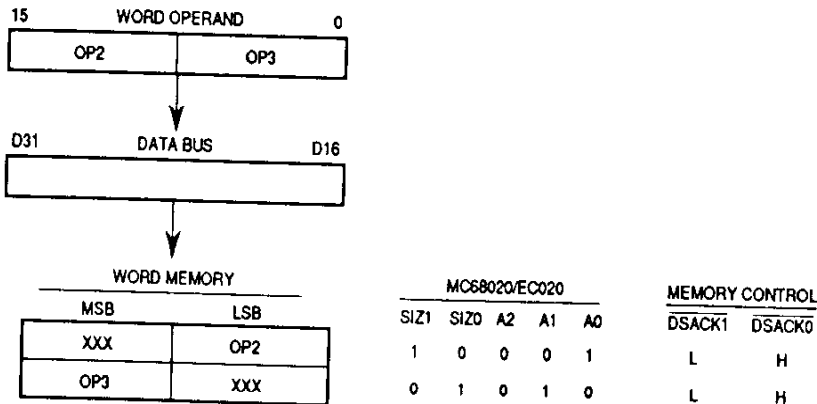 15 WORD OPERAND 0
OP2 OP3
D31 DATA BUS D16
WORD MEMORY
MSB LSB
XXX OP2
OP3 XXX
MC68020/EC020
SIZ1 SIZ0 A2 A1 A0
1 0 0 0 1
0 1 0 1 0
MEMORY CONTROL
DSACK1 DSACK0
L H
L H